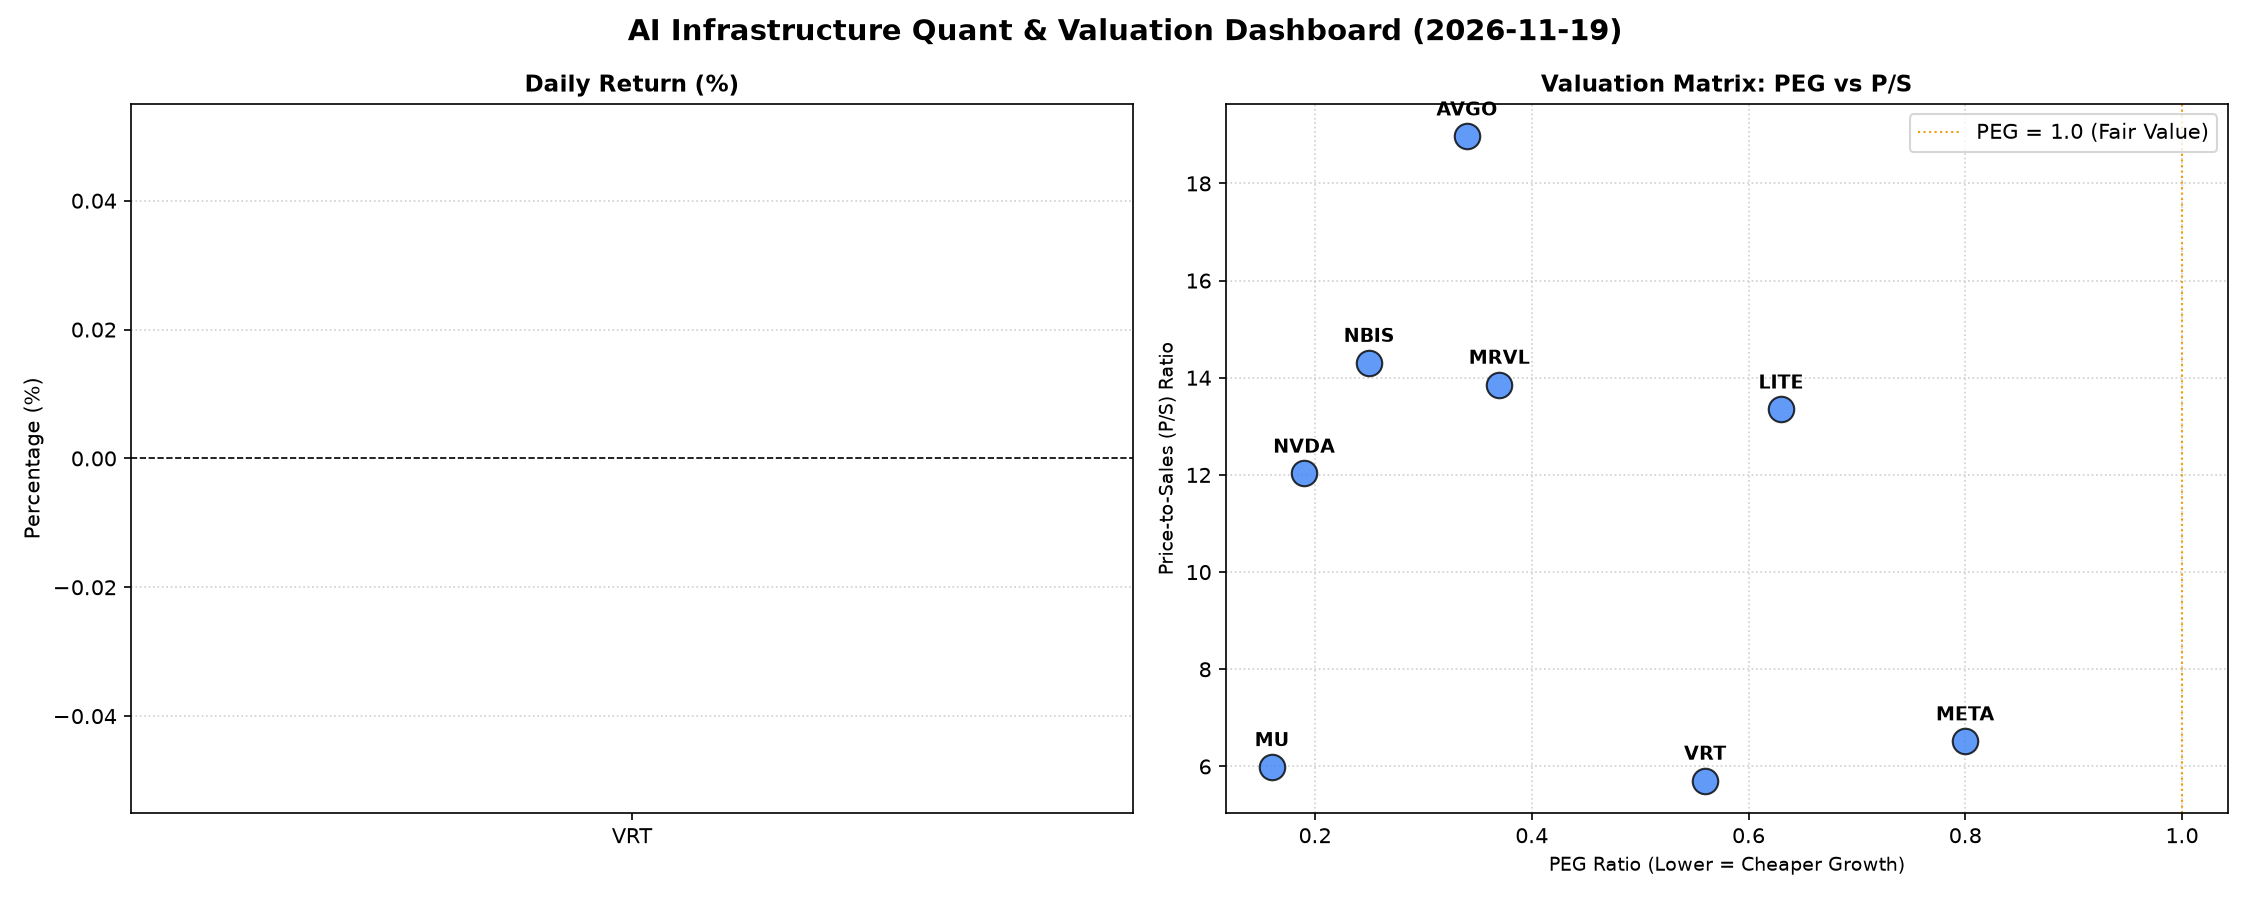 AI Infrastructure Quant & Valuation Dashboard (2026-11-19)
Daily Return (%)
Percentage (%)
0.04
0.02
0.00
−0.02
−0.04
VRT
Valuation Matrix: PEG vs P/S
PEG = 1.0 (Fair Value)
Price-to-Sales (P/S) Ratio
18
16
14
12
10
8
6
AVGO
NBIS
MRVL
LITE
NVDA
META
MU
VRT
0.2
0.4
0.6
0.8
1.0
PEG Ratio (Lower = Cheaper Growth)